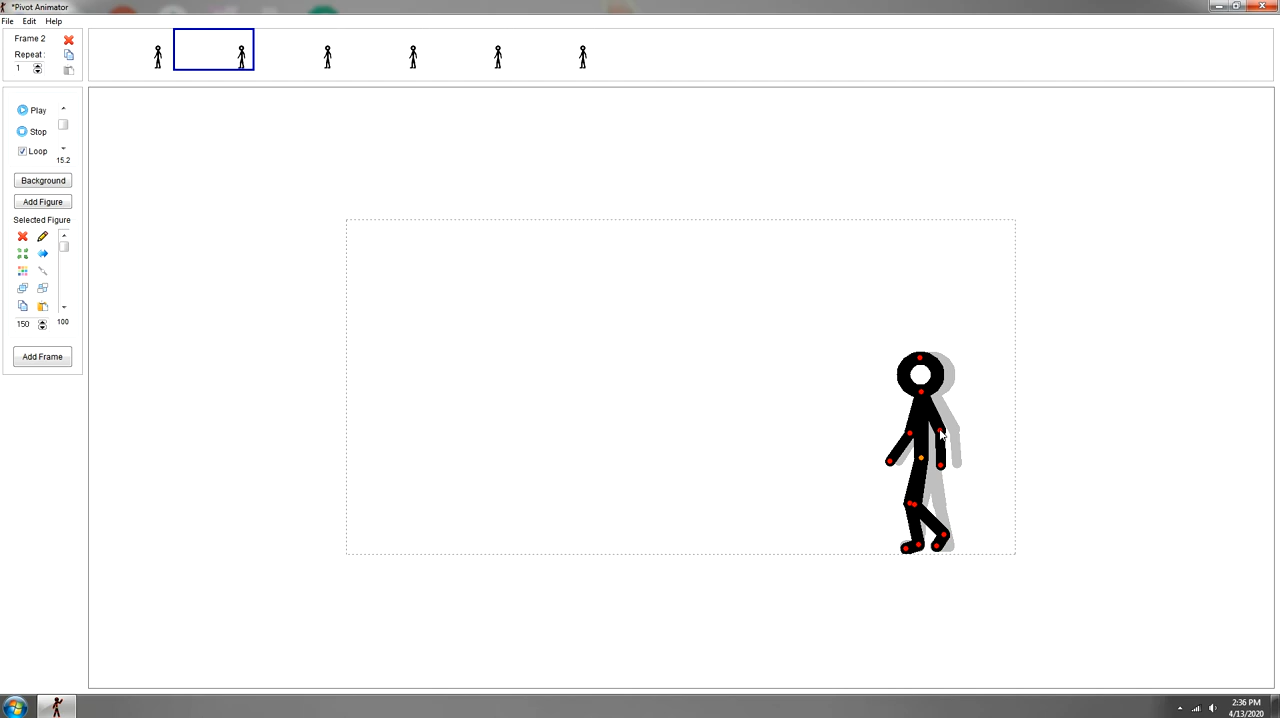 *Pivot Animator
File Edit Help
Frame 2
Repeat :
1
Play
Stop
Loop
15.2
Background
Add Figure
Selected Figure
150
100
Add Frame
2:36 PM
4/13/2020